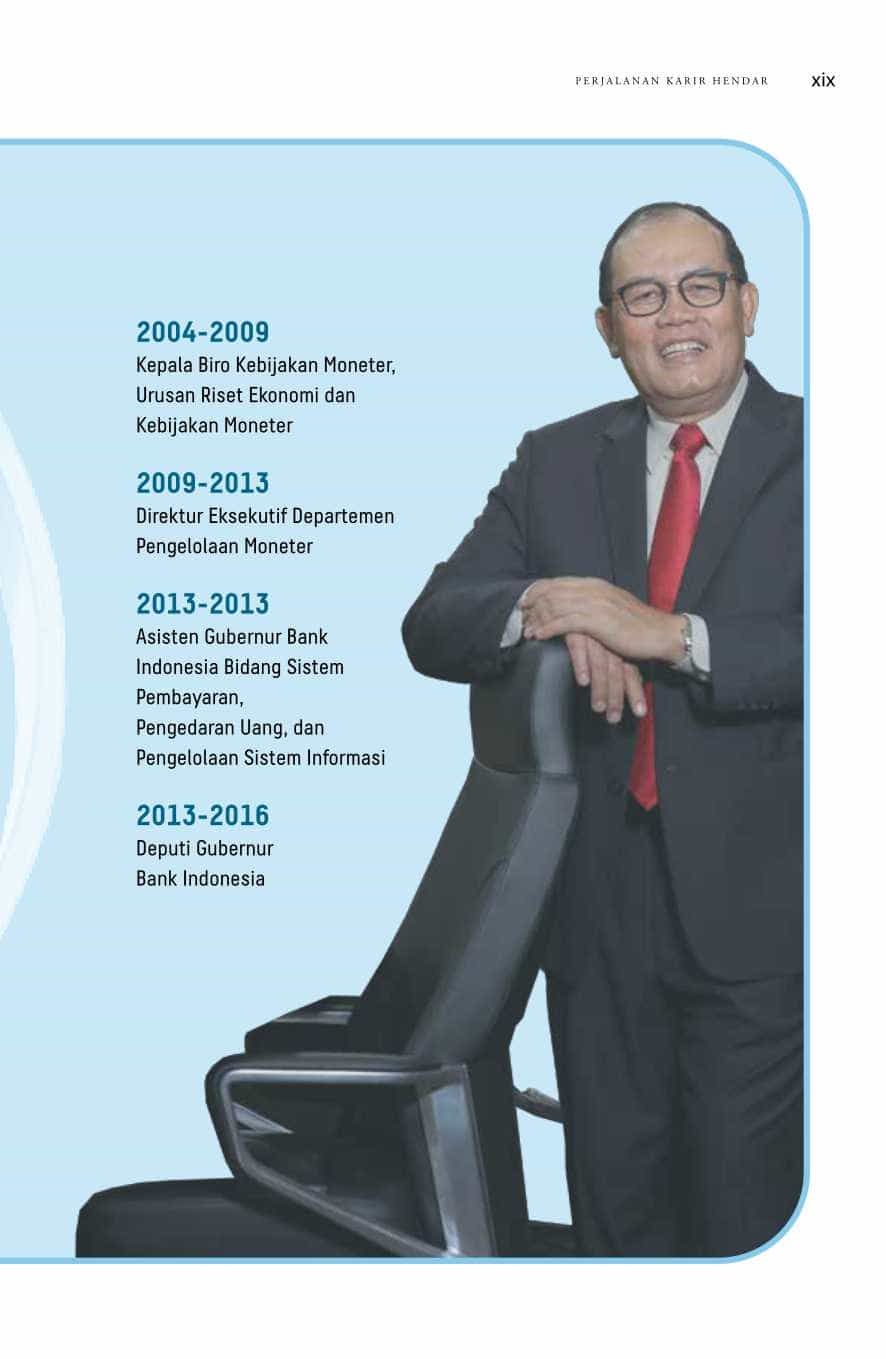 PERJALANAN KARIR HENDAR xix
2004-2009
Kepala Biro Kebijakan Moneter,
Urusan Riset Ekonomi dan
Kebijakan Moneter
2009-2013
Direktur Eksekutif Departemen
Pengelolaan Moneter
2013-2013
Asisten Gubernur Bank
Indonesia Bidang Sistem
Pembayaran,
Pengedaran Uang, dan
Pengelolaan Sistem Informasi
2013-2016
Deputi Gubernur
Bank Indonesia